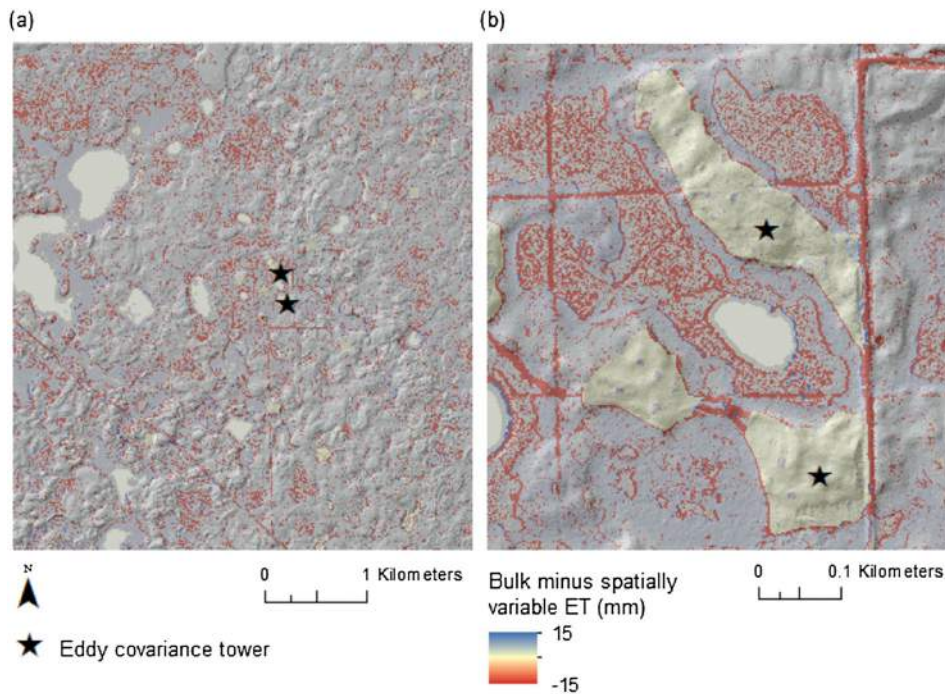 (a)
(b)
N
0 1 Kilometers
Eddy covariance tower
0 0.1 Kilometers
Bulk minus spatially
variable ET (mm)
15
-15